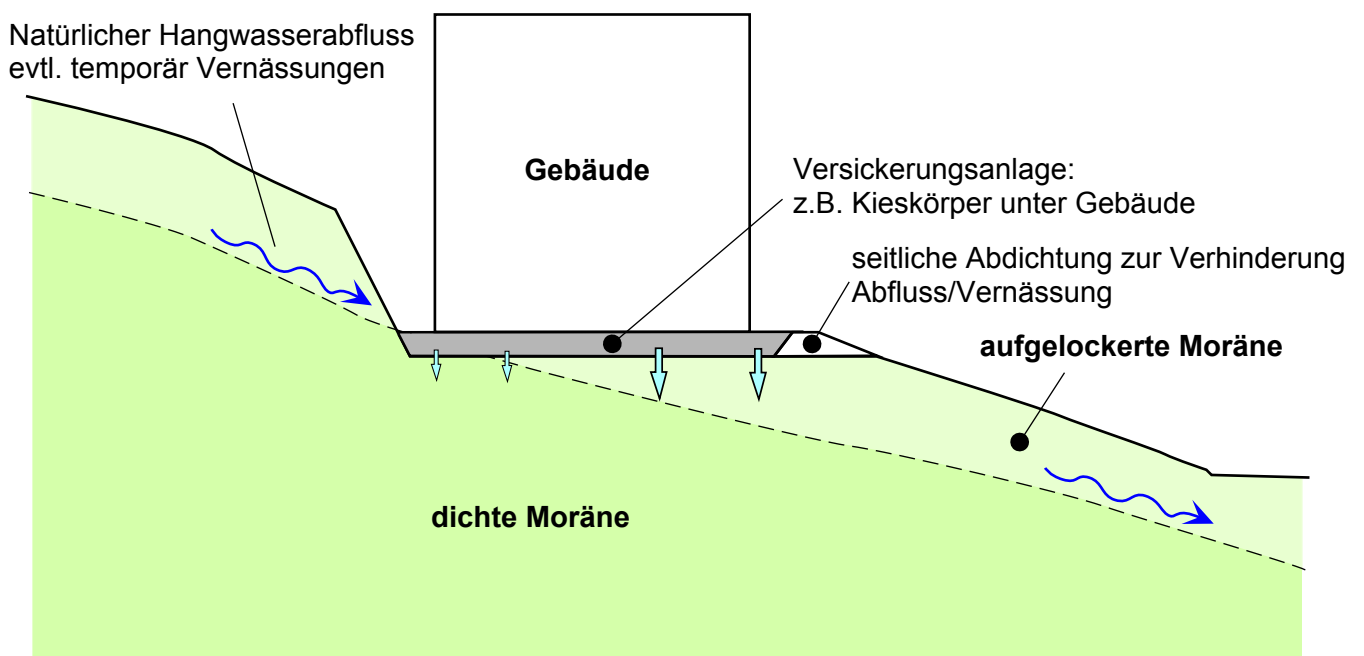 Natürlicher Hangwasserabfluss
evtl. temporär Vernässungen
Gebäude
Versickerungsanlage:
z.B. Kieskörper unter Gebäude
seitliche Abdichtung zur Verhinderung
Abfluss/Vernässung
aufgelockerte Moräne
dichte Moräne